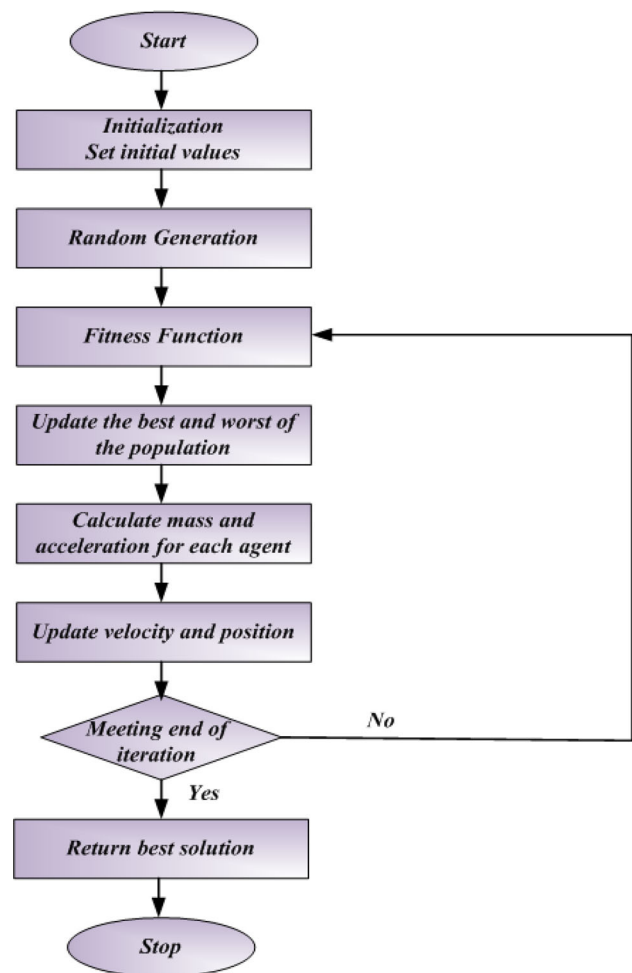 Start
Initialization
Set initial values
Random Generation
Fitness Function
Update the best and worst of
the population
Calculate mass and
acceleration for each agent
Update velocity and position
Meeting end of
iteration
No
Yes
Return best solution
Stop